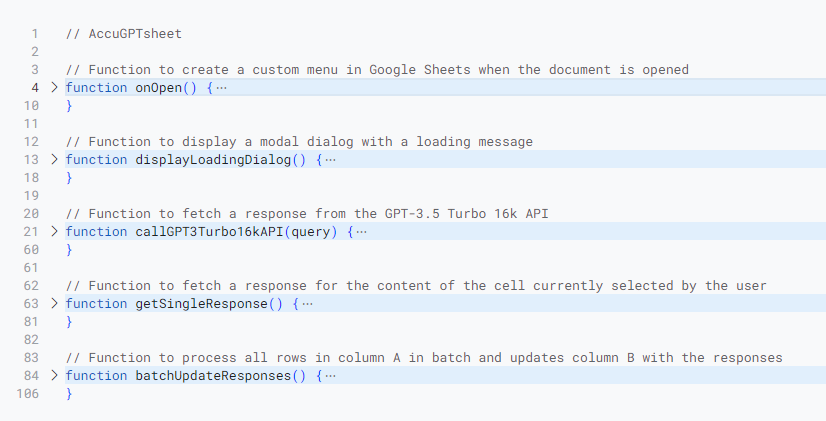 1 // AccuGPTsheet
2
3 // Function to create a custom menu in Google Sheets when the document is opened
4 > function onOpen() {···
10 }
11
12 // Function to display a modal dialog with a loading message
13 > function displayLoadingDialog() {···
18 }
19
20 // Function to fetch a response from the GPT-3.5 Turbo 16k API
21 > function callGPT3Turbo16kAPI(query) {···
60 }
61
62 // Function to fetch a response for the content of the cell currently selected by the user
63 > function getSingleResponse() {···
81 }
82
83 // Function to process all rows in column A in batch and updates column B with the responses
84 > function batchUpdateResponses() {···
106 }